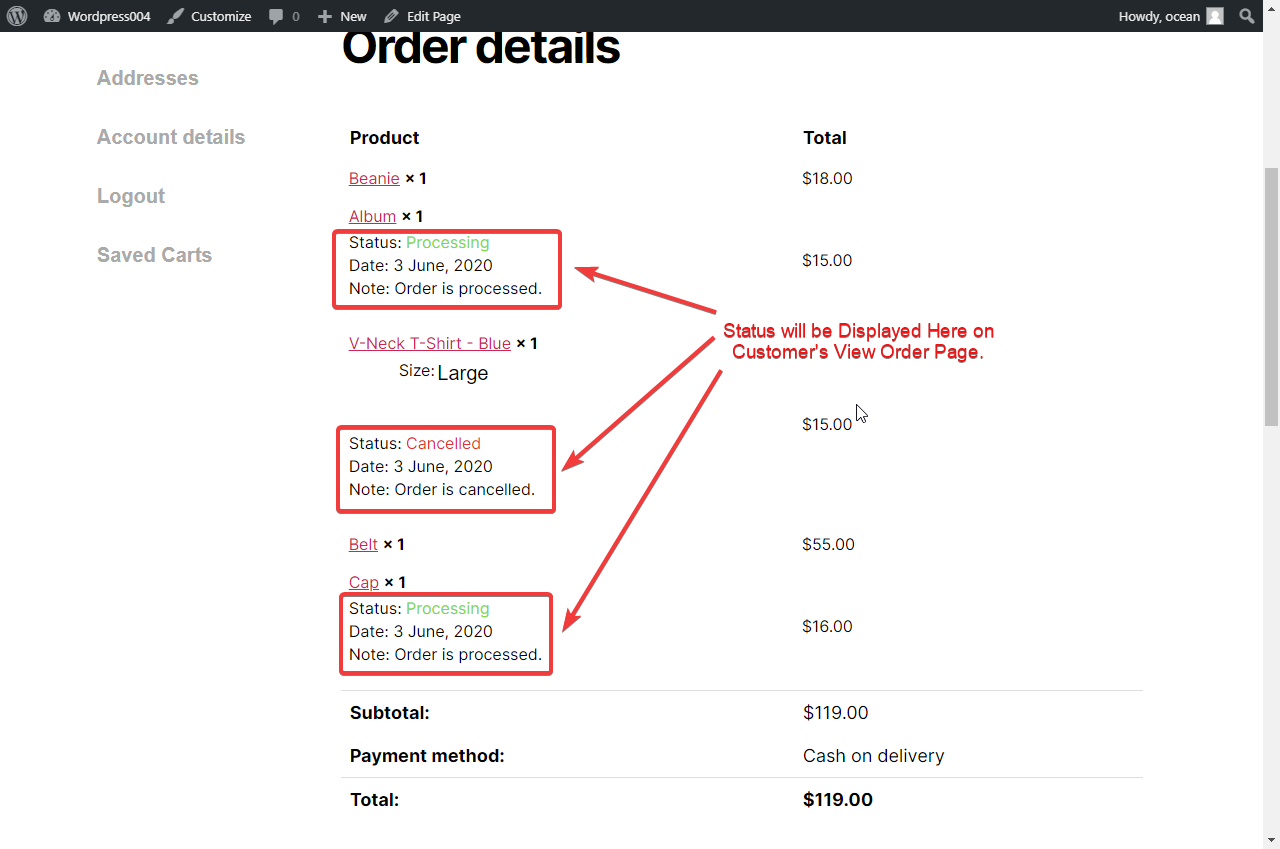 Wordpress004 Customize 0 New Edit Page Howdy, ocean
Order details
Addresses
Account details
Logout
Saved Carts
Product Total
Beanie × 1 $18.00
Album × 1
Status: Processing
Date: 3 June, 2020 $15.00
Note: Order is processed.
Status will be Displayed Here on
Customer's View Order Page.
V-Neck T-Shirt - Blue × 1
Size: Large
$15.00
Status: Cancelled
Date: 3 June, 2020
Note: Order is cancelled.
Belt × 1 $55.00
Cap × 1
Status: Processing
Date: 3 June, 2020 $16.00
Note: Order is processed.
Subtotal: $119.00
Payment method: Cash on delivery
Total: $119.00